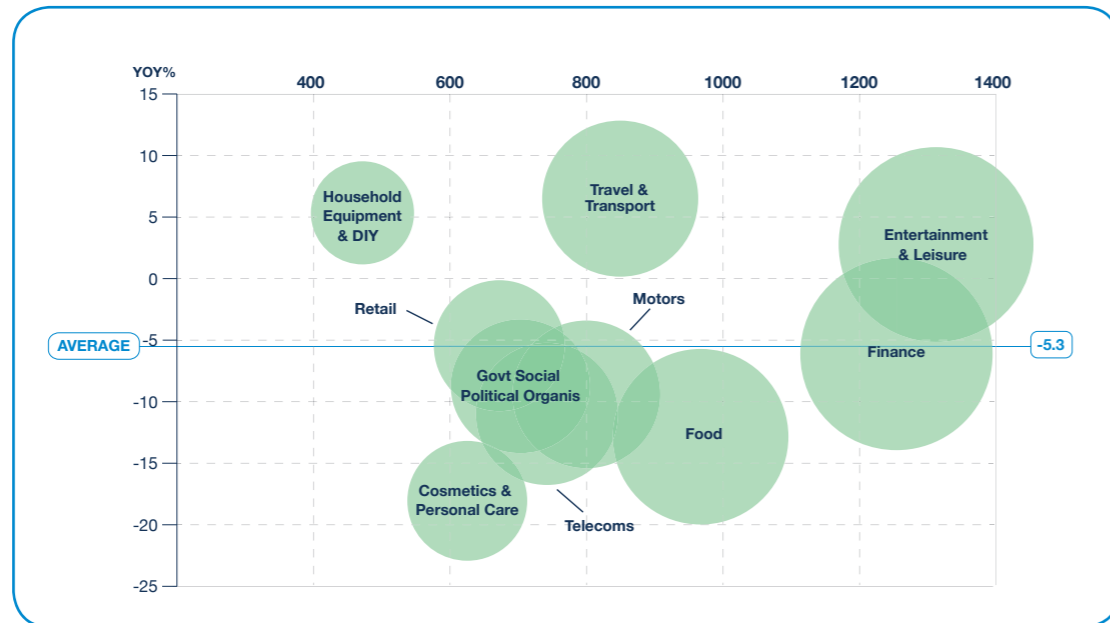 YOY%
400 600 800 1000 1200 1400
15
10
5
0
-5
-10
-15
-20
-25
Household
Equipment
& DIY
Travel &
Transport
Entertainment
& Leisure
Retail
Motors
AVERAGE
-5.3
Finance
Govt Social
Political Organis
Food
Cosmetics &
Personal Care
Telecoms